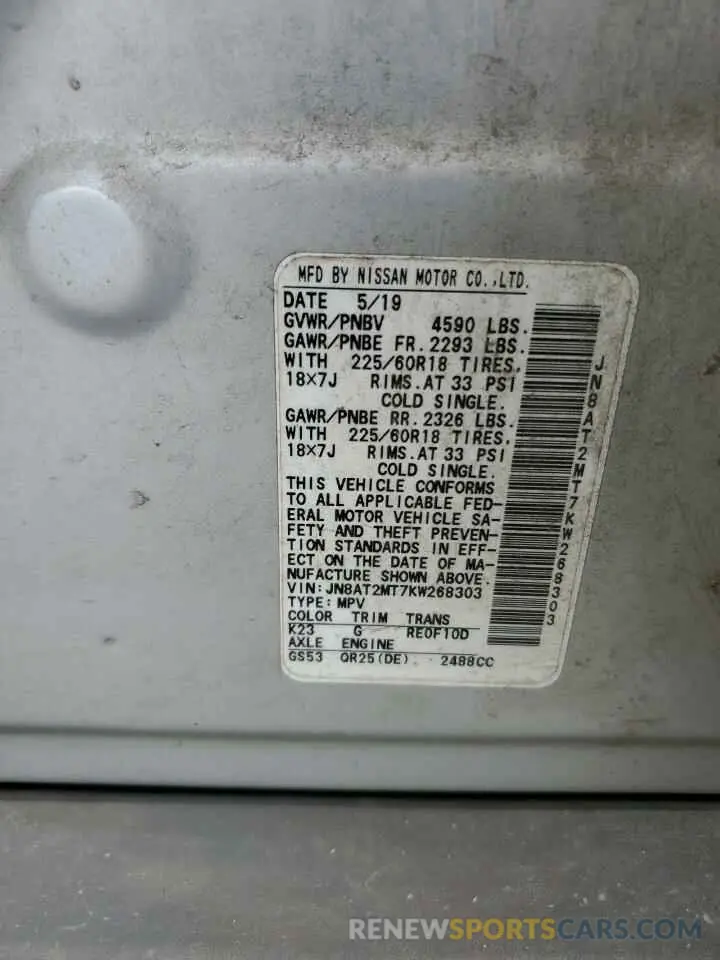 MFD BY NISSAN MOTOR CO.,LTD.
DATE 5/19
GVWR/PNBV 4590 LBS.
GAWR/PNBE FR. 2293 LBS.
WITH 225/60R18 TIRES,
18×7J RIMS. AT 33 PSI
COLD SINGLE.
GAWR/PNBE RR. 2326 LBS.
WITH 225/60R18 TIRES,
18×7J RIMS. AT 33 PSI
COLD SINGLE.
THIS VEHICLE CONFORMS
TO ALL APPLICABLE FED-
ERAL MOTOR VEHICLE SA-
FETY AND THEFT PREVEN-
TION STANDARDS IN EFF-
ECT ON THE DATE OF MA-
NUFACTURE SHOWN ABOVE.
VIN:JN8AT2MT7KW268303
TYPE:MPV
COLOR TRIM TRANS
K23 G RE0F10D
AXLE ENGINE
GS53 QR25(DE) 2488CC
JN8AT2MT7KW268303
RENEWSPORTSCARS.COM